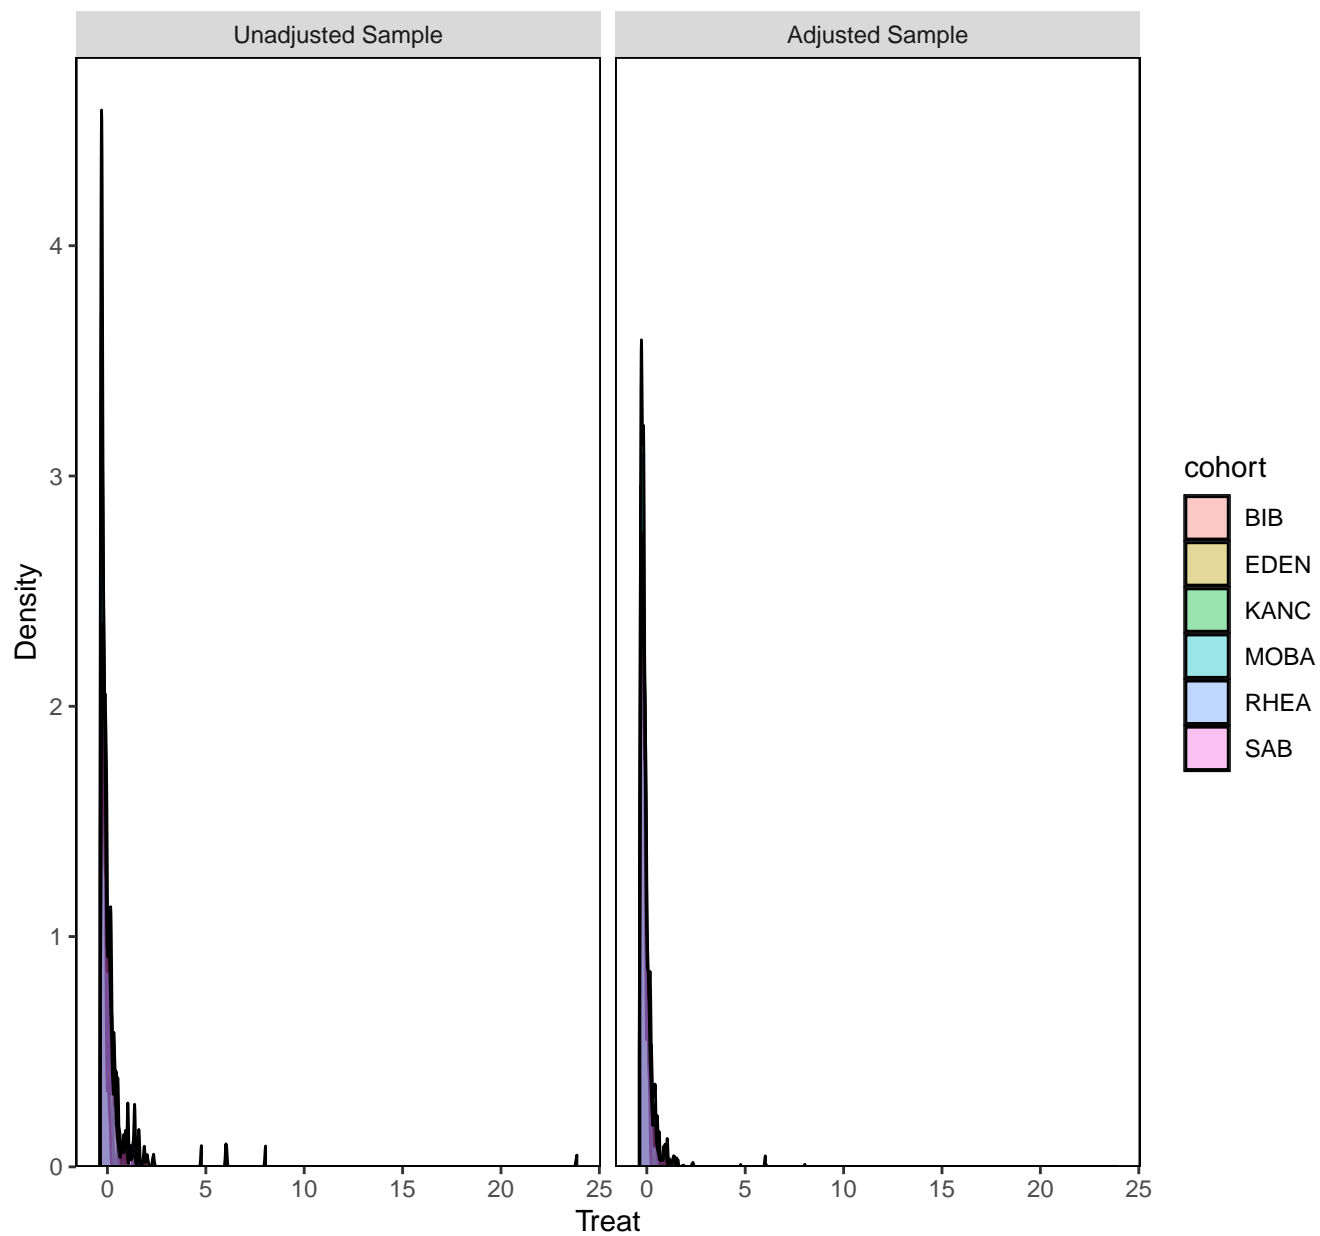 Unadjusted Sample
Adjusted Sample
Density
4
3
2
1
0
0 5 10 15 20 25
0 5 10 15 20 25
Treat
cohort
BIB
EDEN
KANC
MOBA
RHEA
SAB